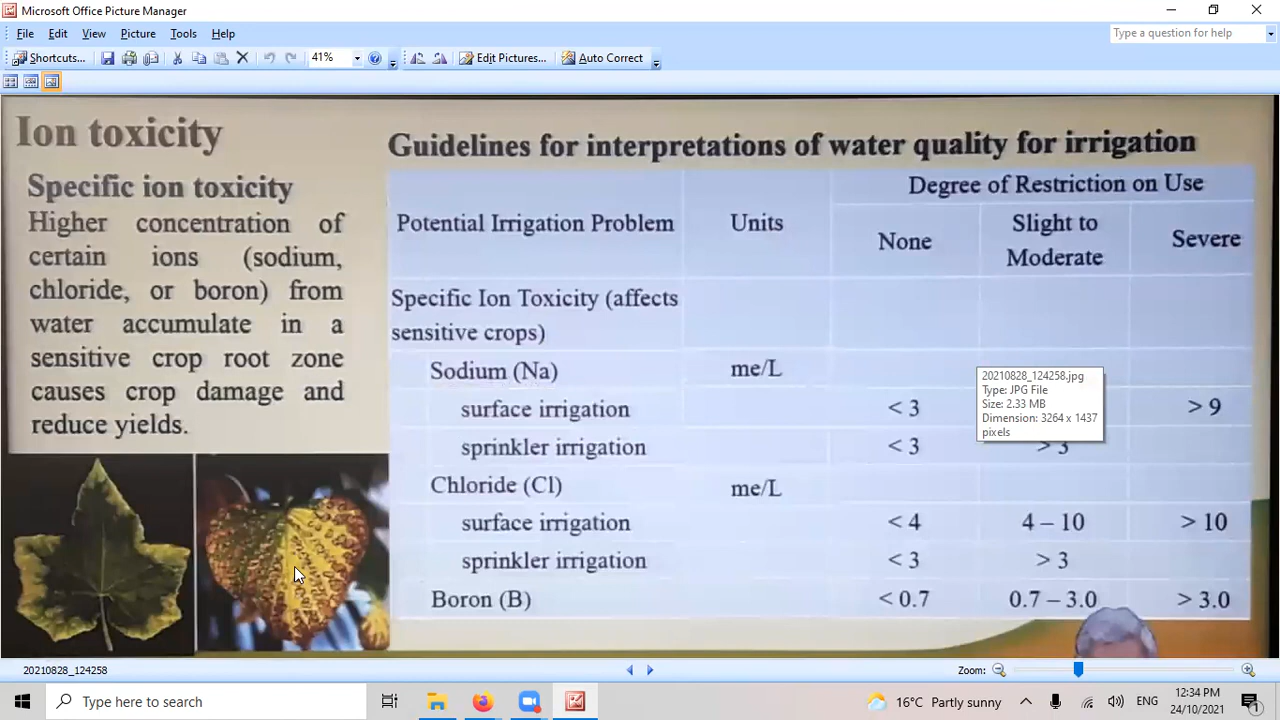 Microsoft Office Picture Manager
File Edit View Picture Tools Help
Type a question for help
Shortcuts... 41% Edit Pictures... Auto Correct
Ion toxicity
Specific ion toxicity
Higher concentration of
certain ions (sodium,
chloride, or boron) from
water accumulate in a
sensitive crop root zone
causes crop damage and
reduce yields.
Guidelines for interpretations of water quality for irrigation
Potential Irrigation Problem Units Degree of Restriction on Use
None Slight to Moderate Severe
Specific Ion Toxicity (affects
sensitive crops)
Sodium (Na) me/L
surface irrigation < 3 > 9
sprinkler irrigation < 3 > 3
Chloride (Cl) me/L
surface irrigation < 4 4 – 10 > 10
sprinkler irrigation < 3 > 3
Boron (B) < 0.7 0.7 – 3.0 > 3.0
20210828_124258.jpg
Type: JPG File
Size: 2.33 MB
Dimension: 3264 x 1437
pixels
20210828_124258
Zoom:
Type here to search
16°C Partly sunny
ENG
12:34 PM
24/10/2021
1